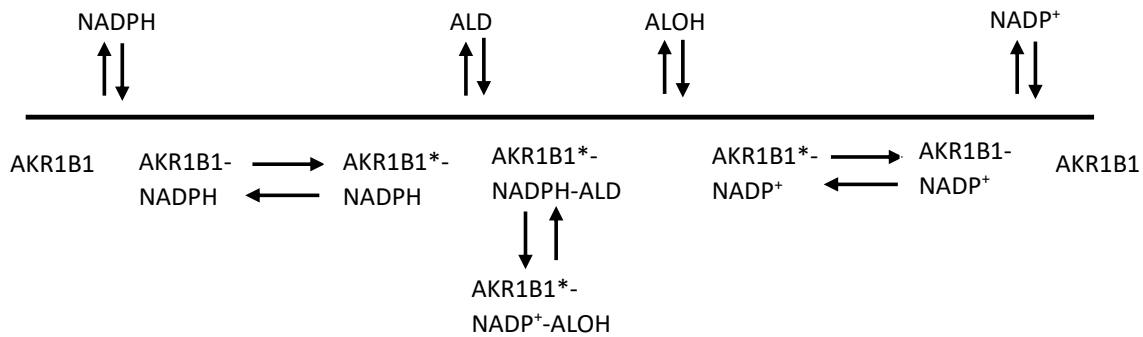 NADPH ALD ALOH NADP⁺
AKR1B1 AKR1B1- AKR1B1*- AKR1B1*- AKR1B1*- AKR1B1- AKR1B1
NADPH NADPH NADPH-ALD NADP⁺ NADP⁺
AKR1B1*-
NADP⁺-ALOH